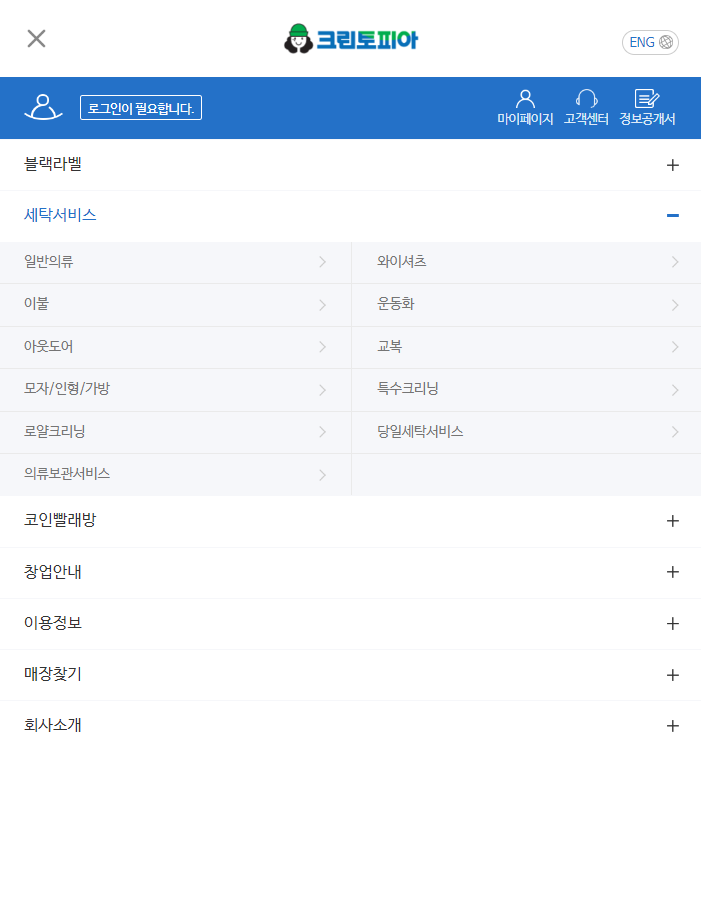 크린토피아
ENG
로그인이 필요합니다.
마이페이지 고객센터 정보공개서
블랙라벨
세탁서비스
일반의류 와이셔츠
이불 운동화
아웃도어 교복
모자/인형/가방 특수크리닝
로얄크리닝 당일세탁서비스
의류보관서비스
코인빨래방
창업안내
이용정보
매장찾기
회사소개